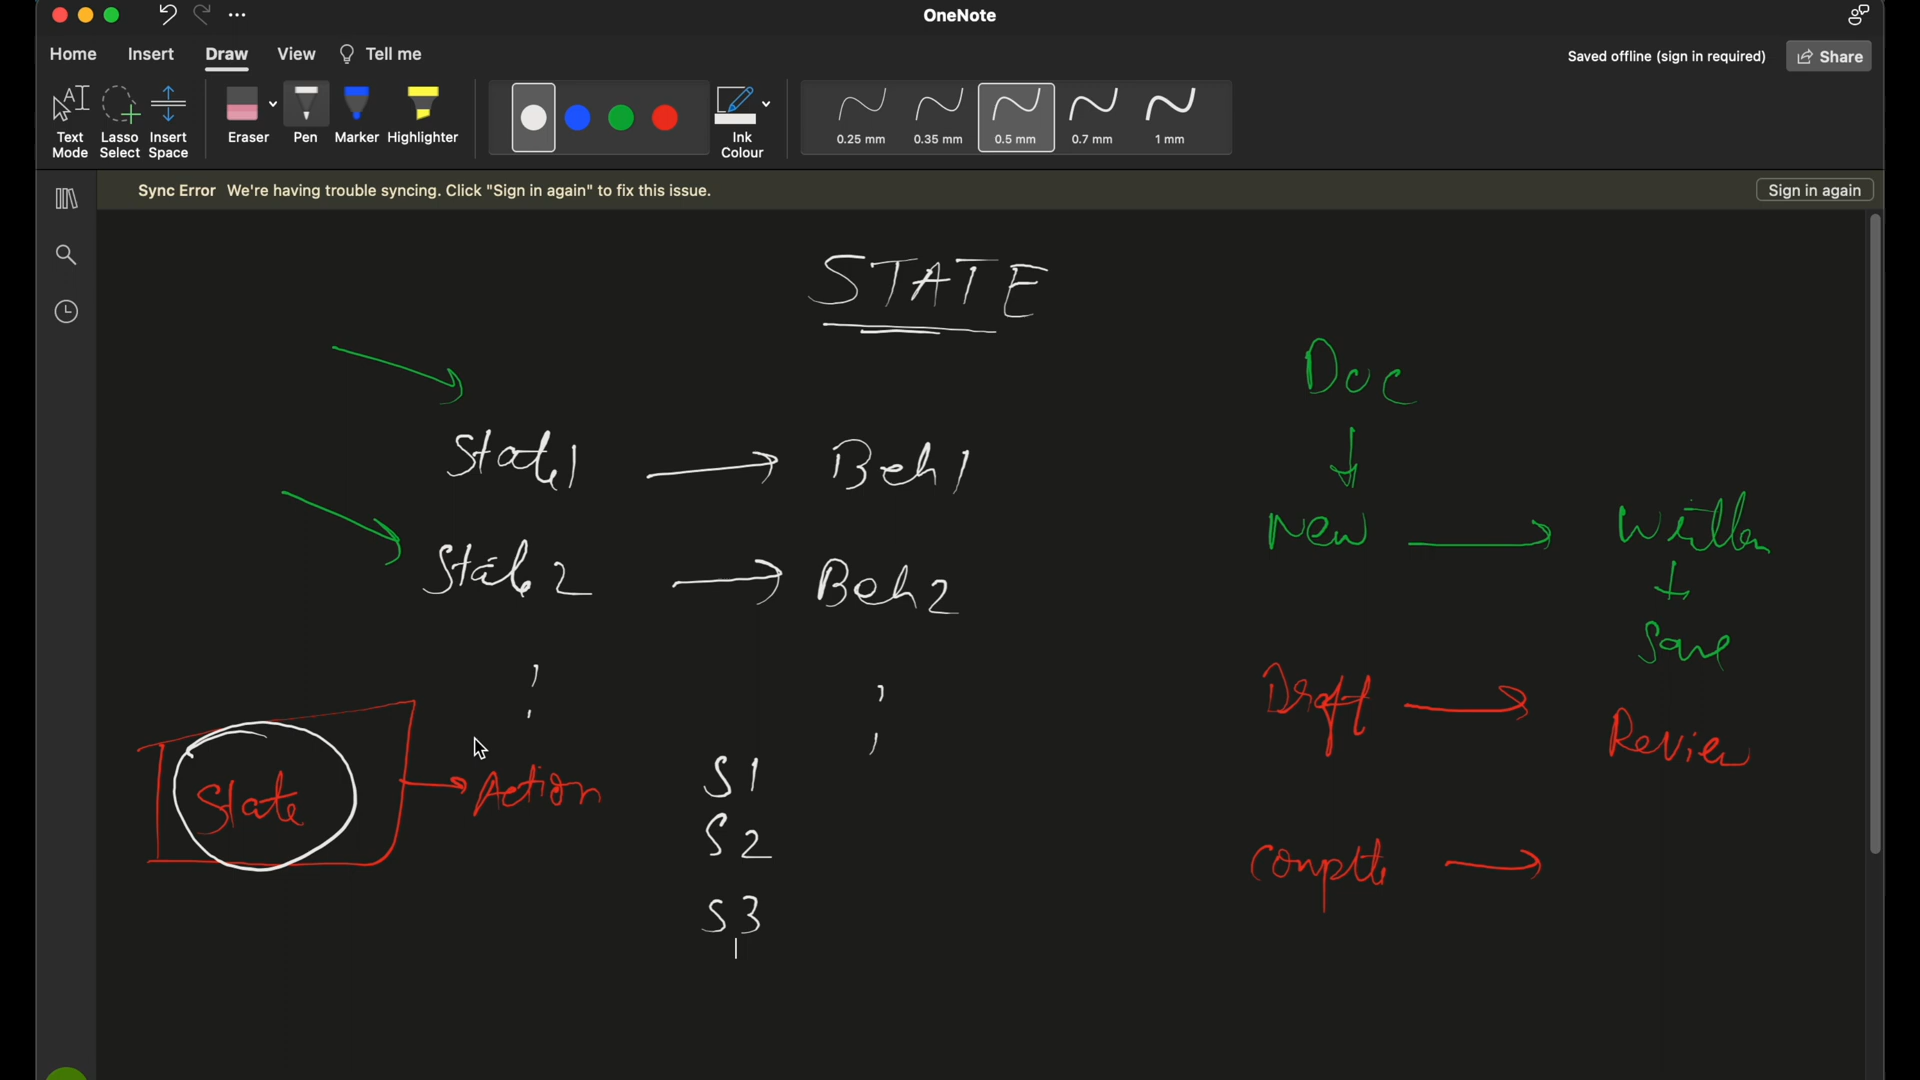 OneNote
Home Insert Draw View Tell me
Saved offline (sign in required) Share
Text Mode Lasso Select Insert Space Eraser Pen Marker Highlighter Ink Colour 0.25 mm 0.35 mm 0.5 mm 0.7 mm 1 mm
Sync Error We're having trouble syncing. Click "Sign in again" to fix this issue. Sign in again
STATE
Doc
State1 → Beh1
New → Written
State2 → Beh2
Save
Draft → Review
State → Action
S1
S2
S3